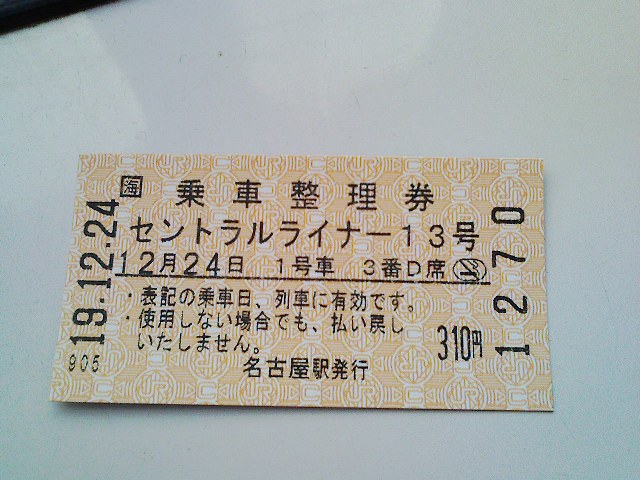 海 乗車整理券
セントラルライナー13号
12月24日 1号車 3番D席
・表記の乗車日、列車に有効です。
・使用しない場合でも、払い戻し
いたしません。
310円
名古屋駅発行
19.12.24
905
1270